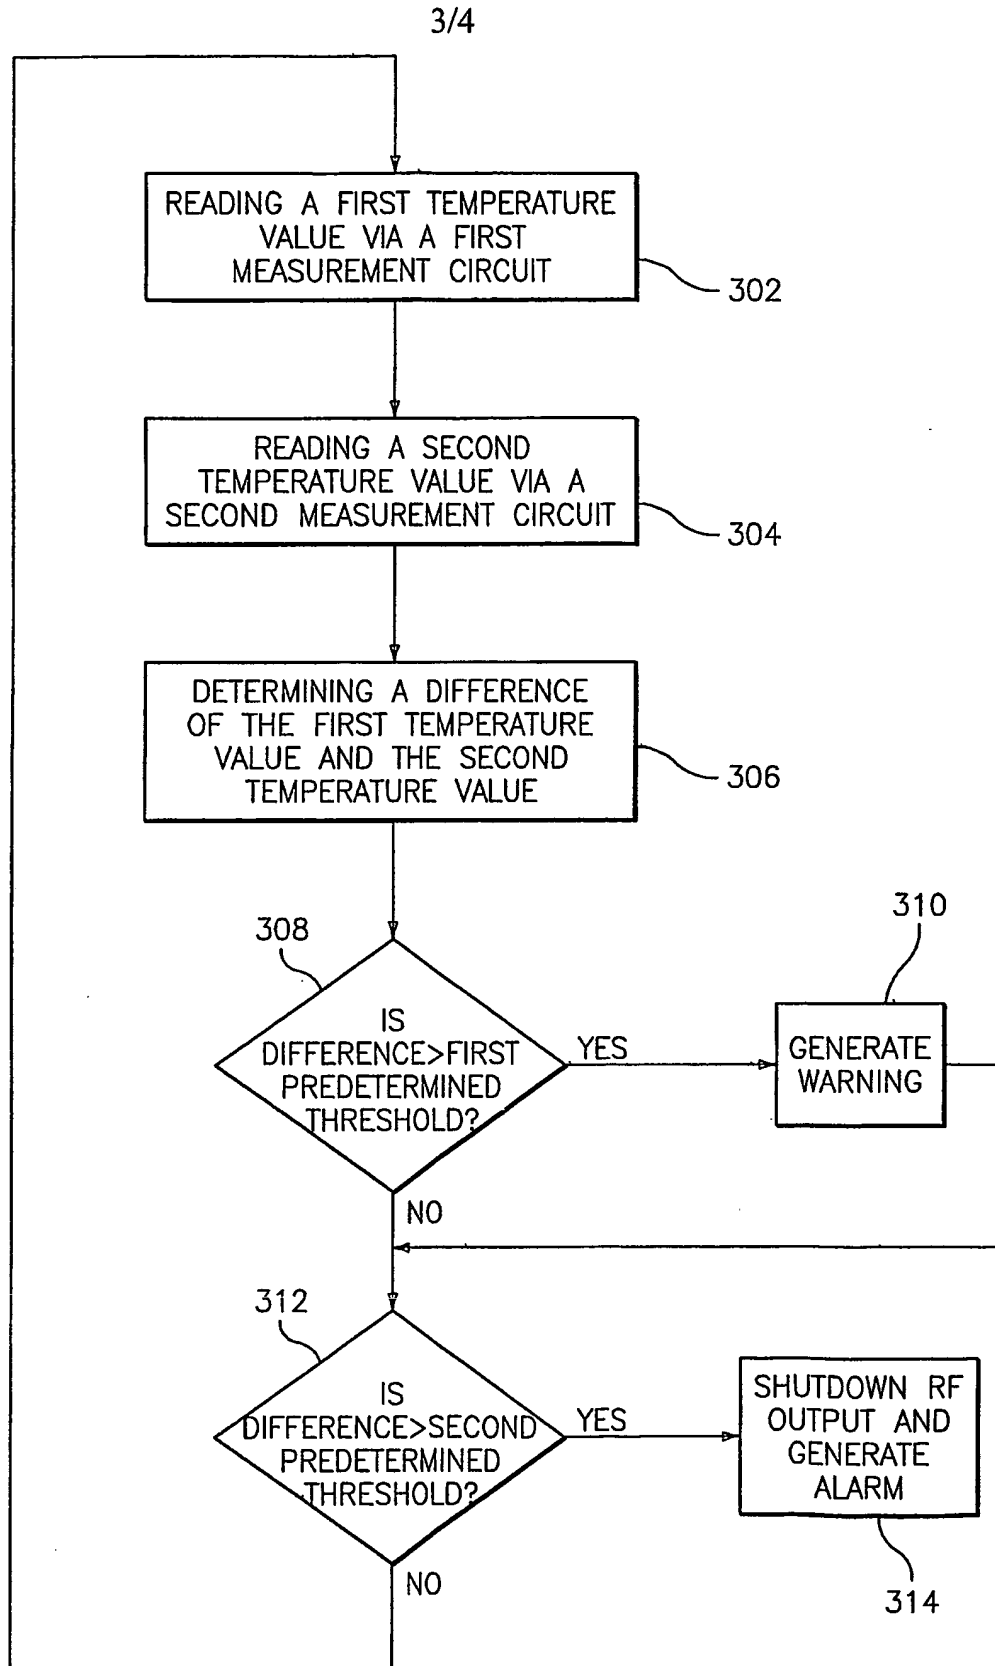 3/4
READING A FIRST TEMPERATURE
VALUE VIA A FIRST
MEASUREMENT CIRCUIT
302
READING A SECOND
TEMPERATURE VALUE VIA A
SECOND MEASUREMENT CIRCUIT
304
DETERMINING A DIFFERENCE
OF THE FIRST TEMPERATURE
VALUE AND THE SECOND
TEMPERATURE VALUE
306
308
IS
DIFFERENCE>FIRST
PREDETERMINED
THRESHOLD?
YES
310
GENERATE
WARNING
NO
312
IS
DIFFERENCE>SECOND
PREDETERMINED
THRESHOLD?
YES
SHUTDOWN RF
OUTPUT AND
GENERATE
ALARM
314
NO